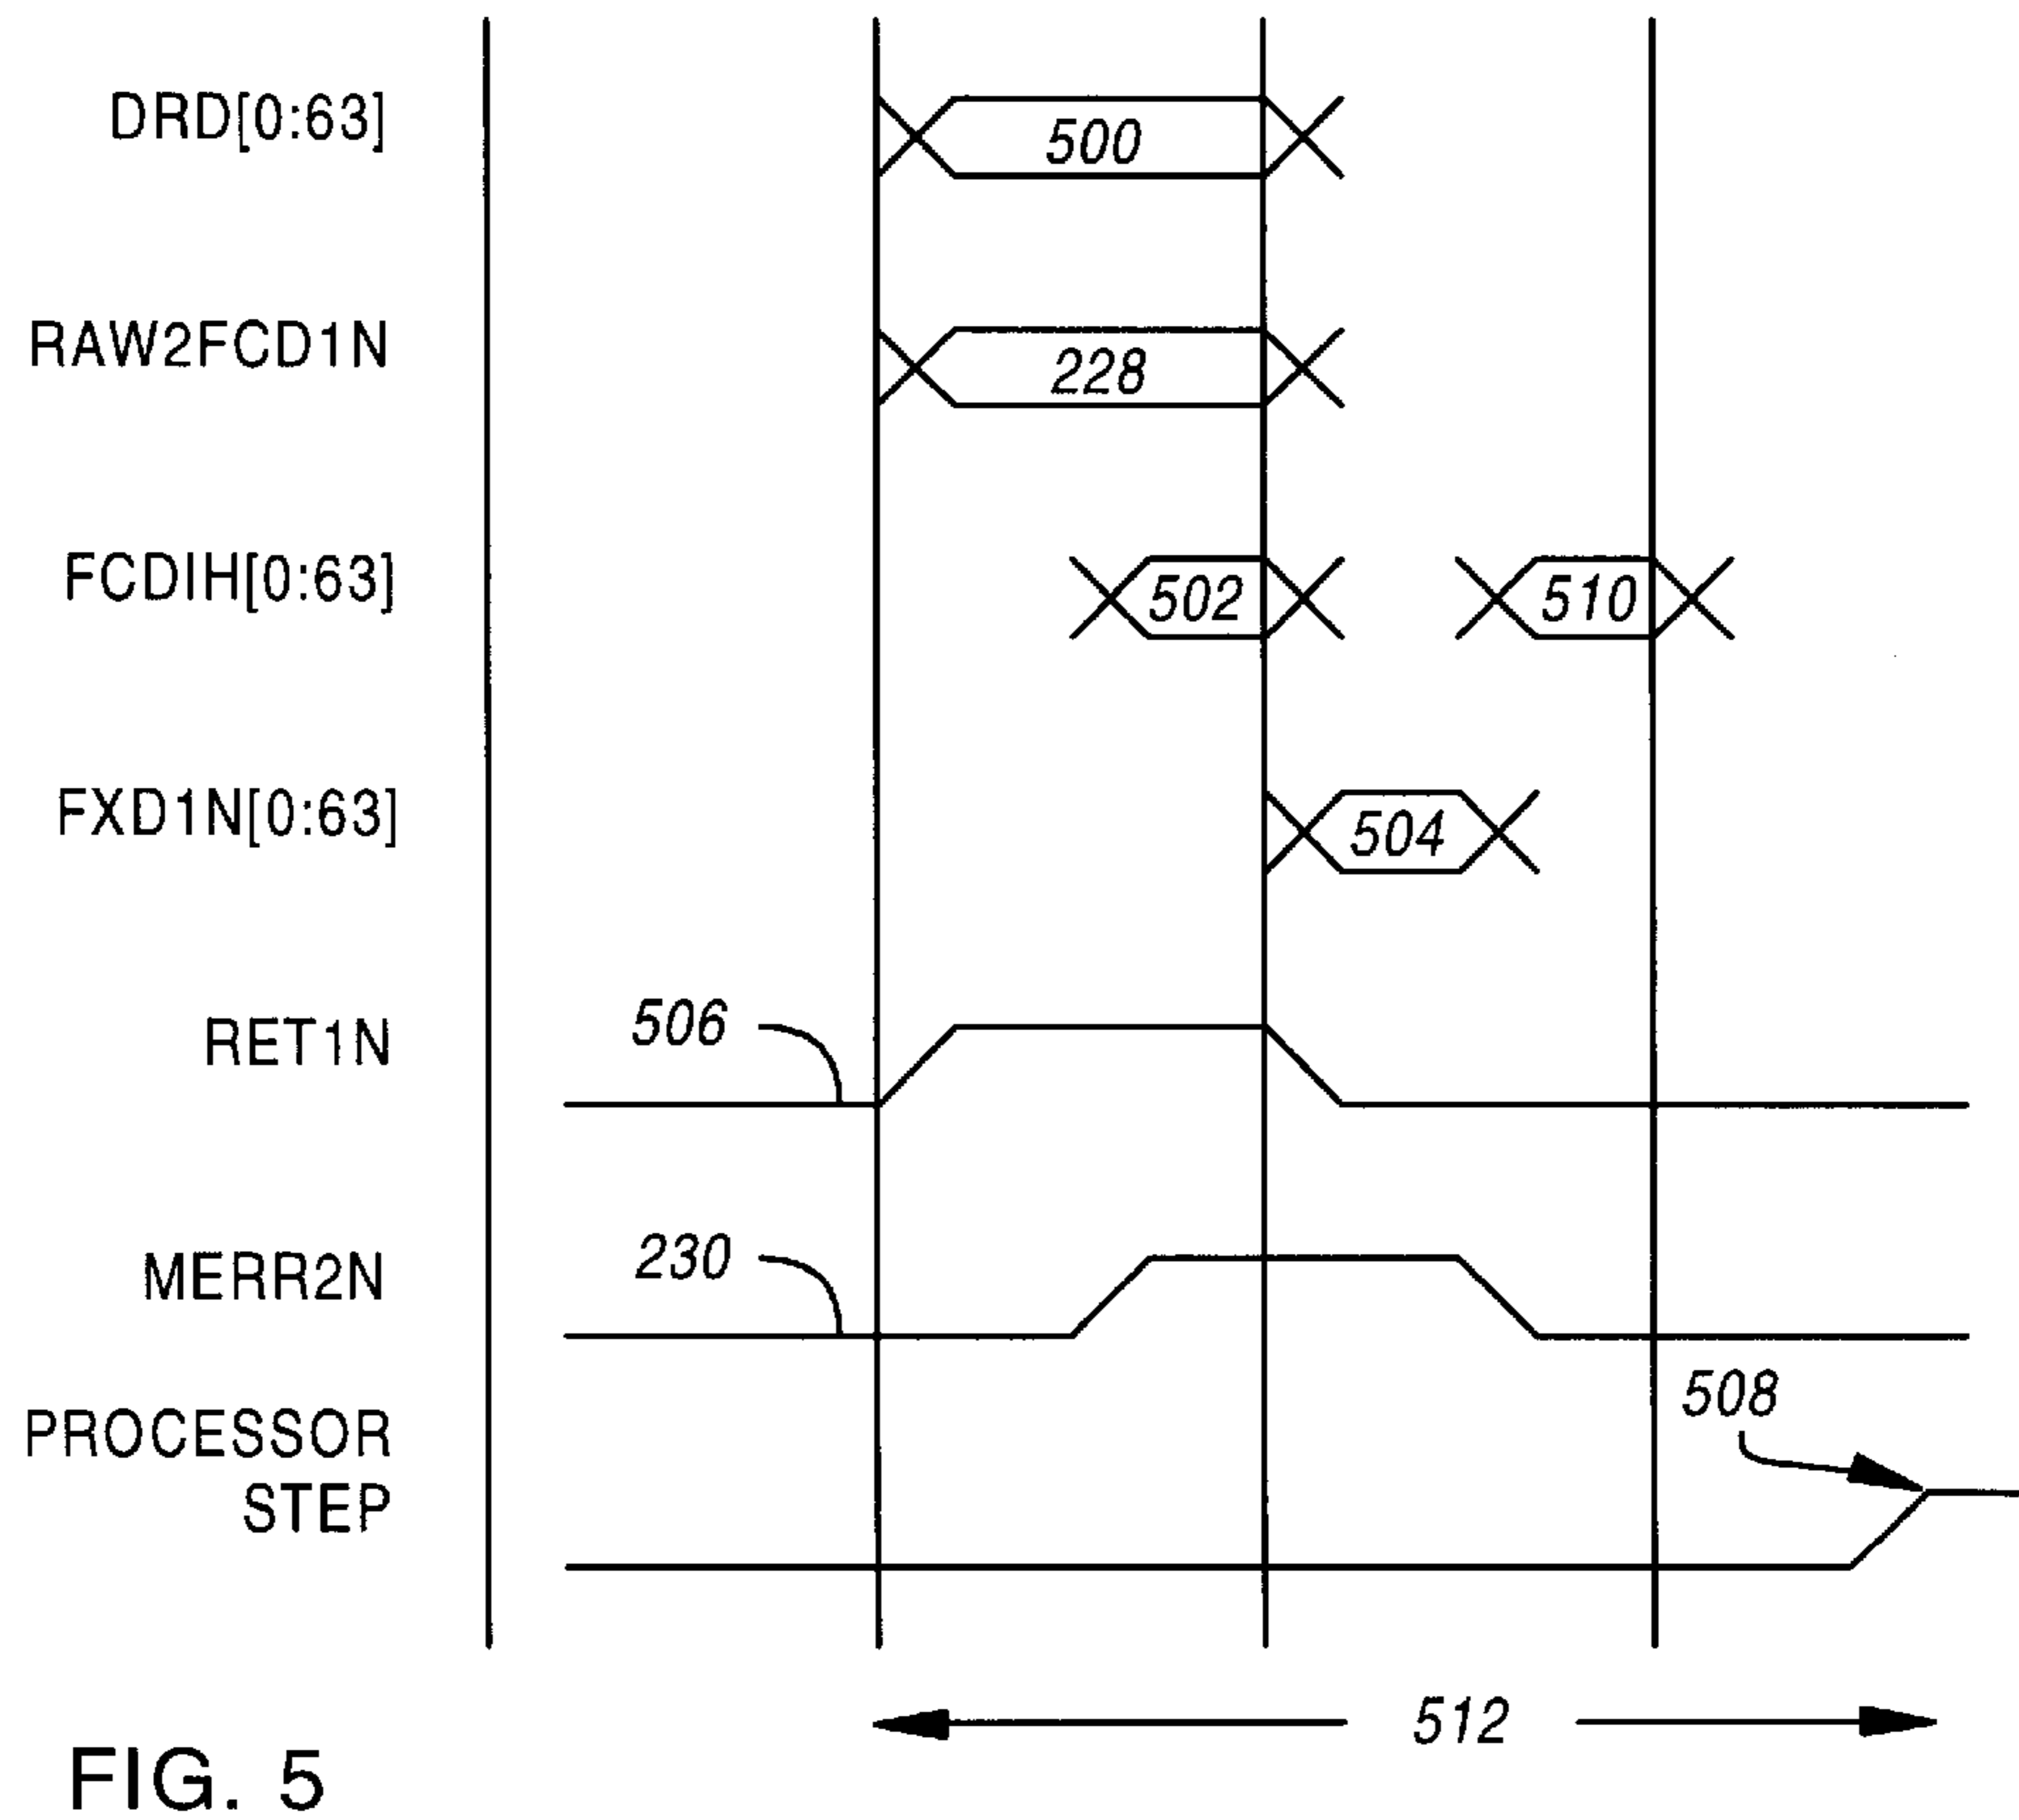 DRD[0:63]
500
RAW2FCD1N
228
FCDIH[0:63]
502
510
FXD1N[0:63]
504
RET1N
506
MERR2N
230
PROCESSOR
STEP
508
512
FIG. 5